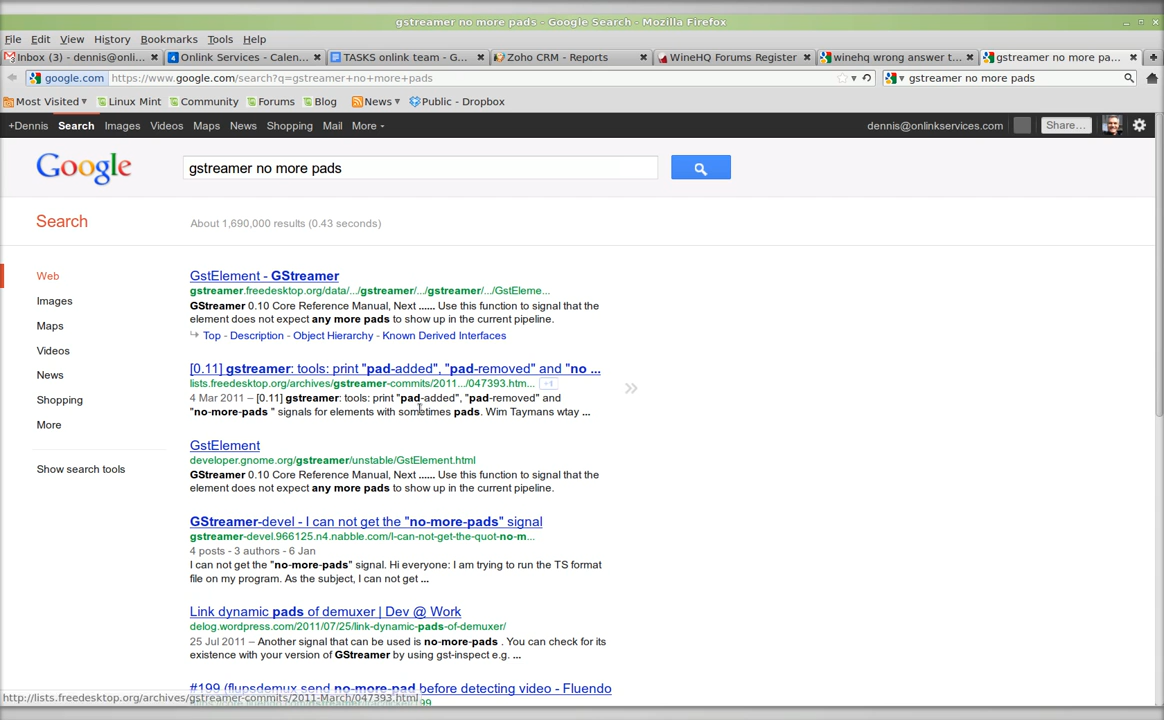 gstreamer no more pads - Google Search - Mozilla Firefox
File Edit View History Bookmarks Tools Help
Inbox (3) - dennis@onli... Onlink Services - Calen... TASKS onlink team - G... Zoho CRM - Reports WineHQ Forums Register winehq wrong answer t... gstreamer no more pa...
google.com https://www.google.com/search?q=gstreamer+no+more+pads gstreamer no more pads
Most Visited Linux Mint Community Forums Blog News Public - Dropbox
+Dennis Search Images Videos Maps News Shopping Mail More dennis@onlinkservices.com Share...
Google gstreamer no more pads
Search About 1,690,000 results (0.43 seconds)
Web
Images
Maps
Videos
News
Shopping
More
Show search tools
GstElement - GStreamer
gstreamer.freedesktop.org/data/.../gstreamer/.../gstreamer/.../GstEleme...
GStreamer 0.10 Core Reference Manual, Next ...... Use this function to signal that the
element does not expect any more pads to show up in the current pipeline.
Top - Description - Object Hierarchy - Known Derived Interfaces
[0.11] gstreamer: tools: print "pad-added", "pad-removed" and "no ...
lists.freedesktop.org/archives/gstreamer-commits/2011.../047393.htm... +1
4 Mar 2011 – [0.11] gstreamer: tools: print "pad-added", "pad-removed" and
"no-more-pads " signals for elements with sometimes pads. Wim Taymans wtay ...
GstElement
developer.gnome.org/gstreamer/unstable/GstElement.html
GStreamer 0.10 Core Reference Manual, Next ...... Use this function to signal that the
element does not expect any more pads to show up in the current pipeline.
GStreamer-devel - I can not get the "no-more-pads" signal
gstreamer-devel.966125.n4.nabble.com/I-can-not-get-the-quot-no-m...
4 posts - 3 authors - 6 Jan
I can not get the "no-more-pads" signal. Hi everyone: I am trying to run the TS format
file on my program. As the subject, I can not get ...
Link dynamic pads of demuxer | Dev @ Work
delog.wordpress.com/2011/07/25/link-dynamic-pads-of-demuxer/
25 Jul 2011 – Another signal that can be used is no-more-pads . You can check for its
existence with your version of GStreamer by using gst-inspect e.g. ...
#199 (flupsdemux send no-more-pad before detecting video - Fluendo
http://lists.freedesktop.org/archives/gstreamer-commits/2011-March/047393.html